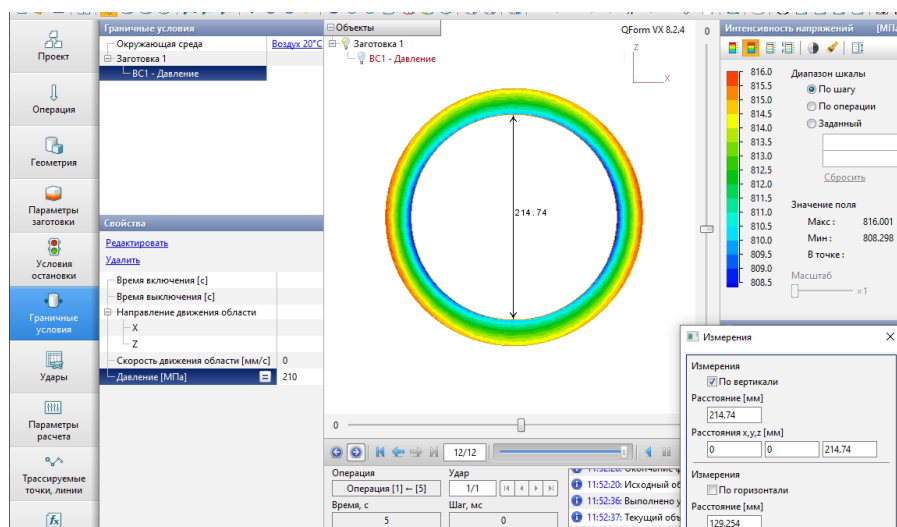 Граничные условия
Окружающая среда
Воздух 20°C
Заготовка 1
BC1 - Давление
Объекты
Заготовка 1
BC1 - Давление
QForm VX 8.2.4
Z
X
214.74
0
Интенсивность напряжений [МПа
816.0
815.5
815.0
814.5
814.0
813.5
813.0
812.5
812.0
811.5
811.0
810.5
810.0
809.5
809.0
808.5
Диапазон шкалы
По шагу
По операции
Заданный
Сбросить
Значение поля
Макс : 816.001
Мин : 808.298
В точке :
Масштаб
×1
Проект
Операция
Геометрия
Параметры
заготовки
Условия
остановки
Граничные
условия
Удары
Параметры
расчета
Трассируемые
точки, линии
fx
Свойства
Редактировать
Удалить
Время включения [с]
Время выключения [с]
Направление движения области
X
Z
Скорость движения области [мм/с] 0
Давление [МПа] = 210
0
12/12
Операция
Операция [1] ← [5]
Время, с
5
Удар
1/1
Шаг, мс
0
11:52:20: Исходный об
11:52:36: Выполнено у
11:52:37: Текущий объ
Измерения
Измерения
По вертикали
Расстояние [мм]
214.74
Расстояния x,y,z [мм]
0 0 214.74
Измерения
По горизонтали
Расстояние [мм]
129.254